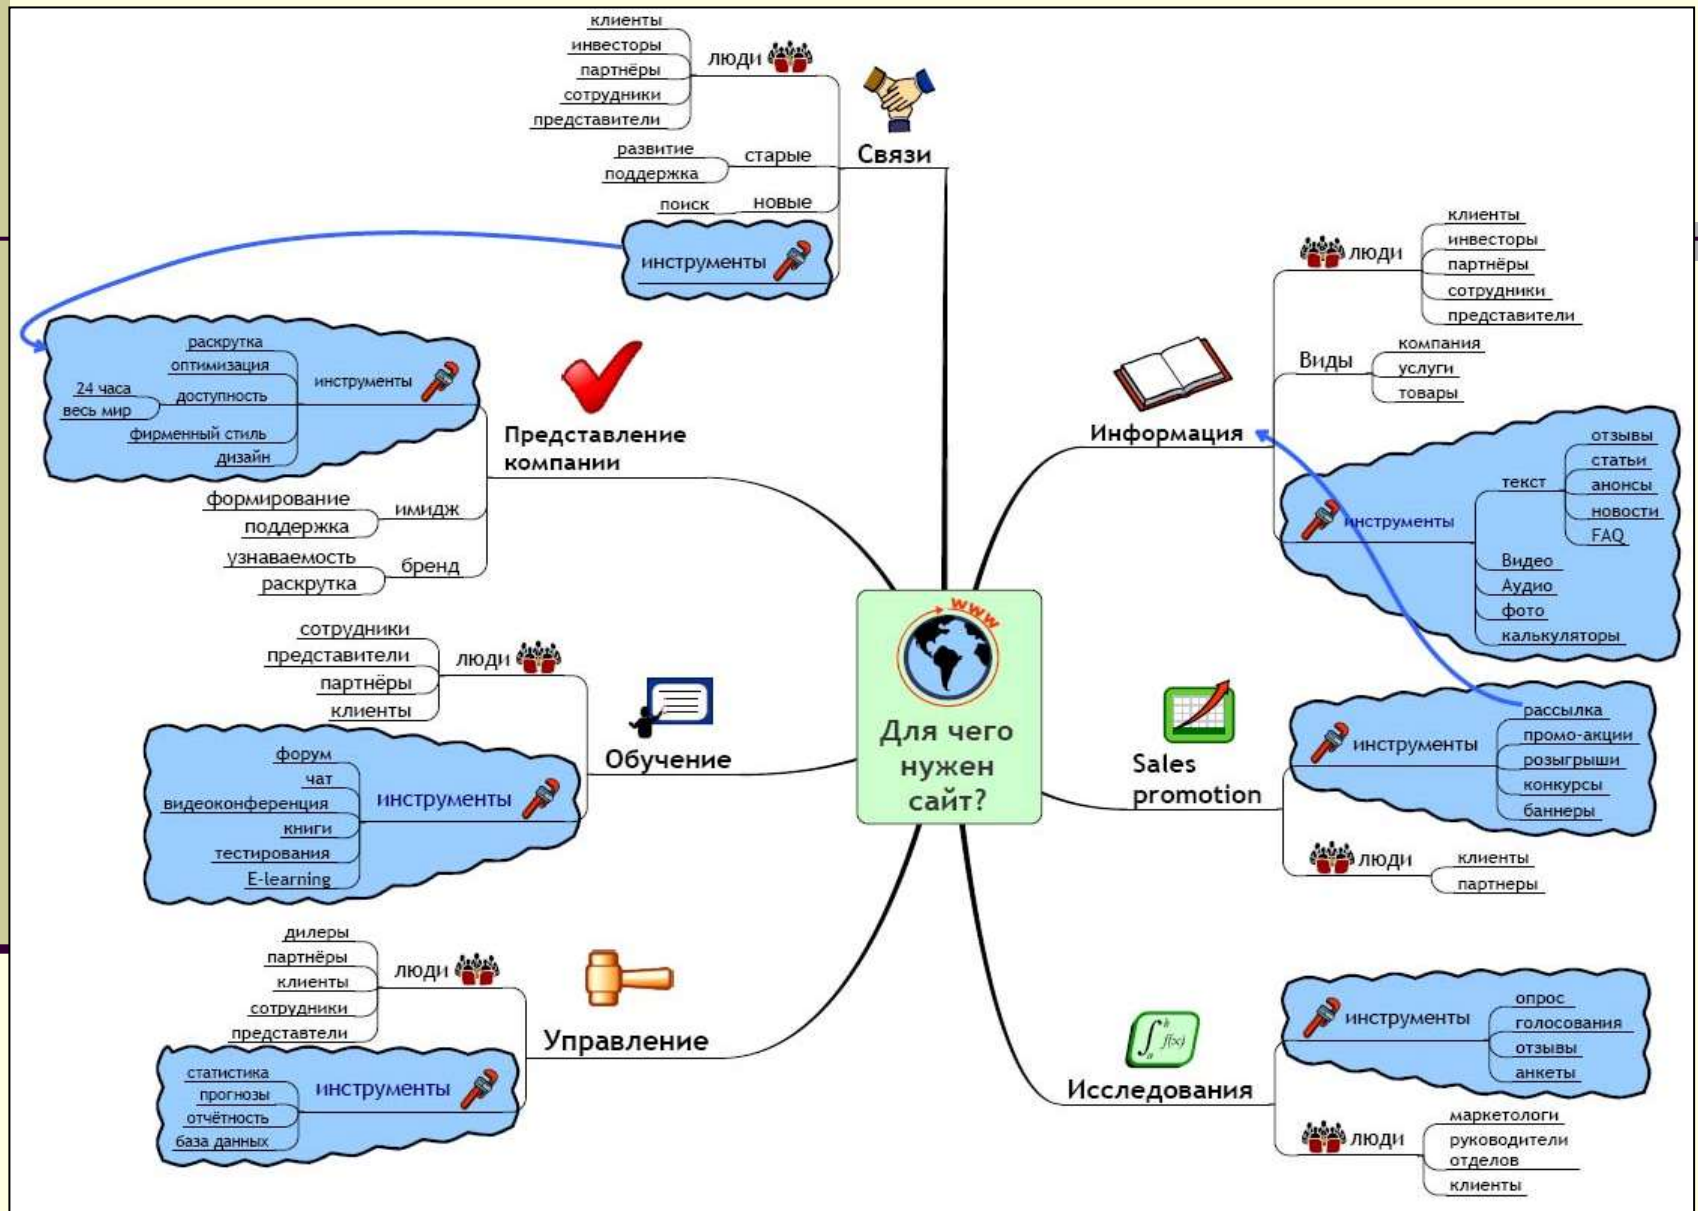 клиенты
инвесторы
партнёры
сотрудники
представители
люди
развитие
поддержка
старые
поиск
новые
инструменты
Связи
раскрутка
оптимизация
24 часа
весь мир
доступность
фирменный стиль
дизайн
инструменты
Представление
компании
формирование
поддержка
имидж
узнаваемость
раскрутка
бренд
сотрудники
представители
партнёры
клиенты
люди
Обучение
форум
чат
видеоконференция
книги
тестирования
E-learning
инструменты
дилеры
партнёры
клиенты
сотрудники
предствтели
люди
Управление
статистика
прогнозы
отчётность
база данных
инструменты
www
Для чего
нужен
сайт?
Информация
люди
клиенты
инвесторы
партнёры
сотрудники
представители
Виды
компания
услуги
товары
инструменты
текст
отзывы
статьи
анонсы
новости
FAQ
Видео
Аудио
фото
калькуляторы
Sales
promotion
инструменты
рассылка
промо-акции
розыгрыши
конкурсы
баннеры
люди
клиенты
партнеры
∫ f(x)
a
b
Исследования
инструменты
опрос
голосования
отзывы
анкеты
люди
маркетологи
руководители
отделов
клиенты